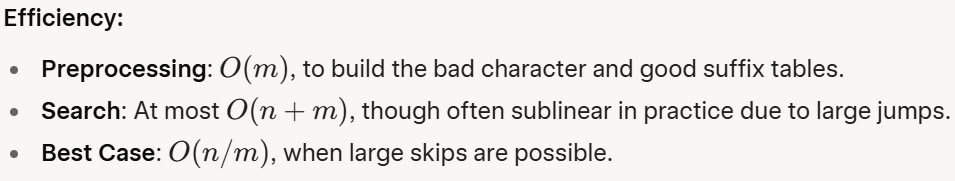 Efficiency:
• Preprocessing: O(m), to build the bad character and good suffix tables.
• Search: At most O(n + m), though often sublinear in practice due to large jumps.
• Best Case: O(n/m), when large skips are possible.